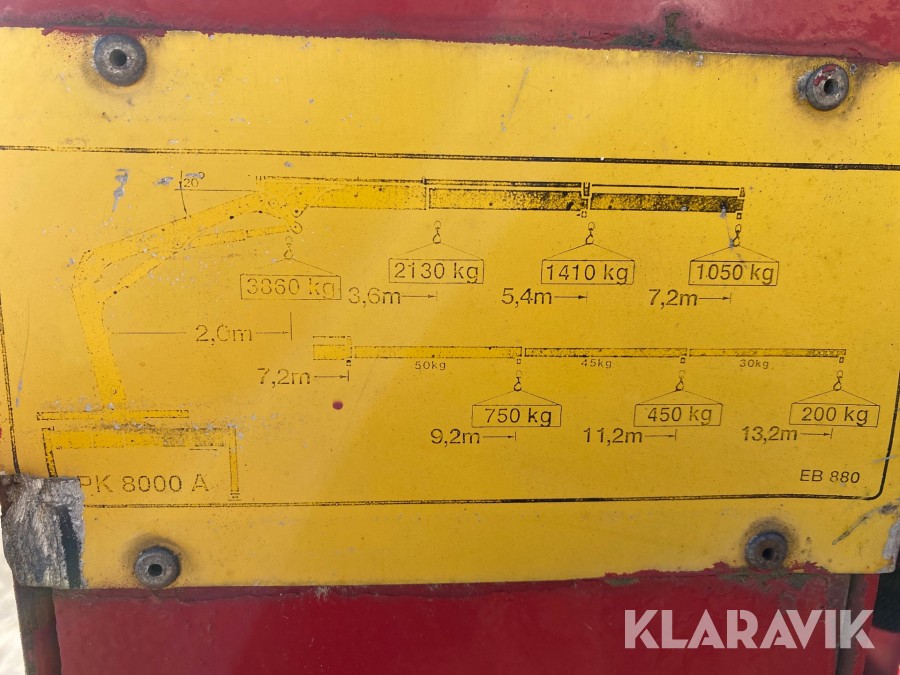 20°
3860 kg
2130 kg
1410 kg
1050 kg
3,6m
5,4m
7,2m
2,0m
50kg
45kg
30kg
7,2m
750 kg
450 kg
200 kg
9,2m
11,2m
13,2m
PK 8000 A
EB 880
KLARAVIK